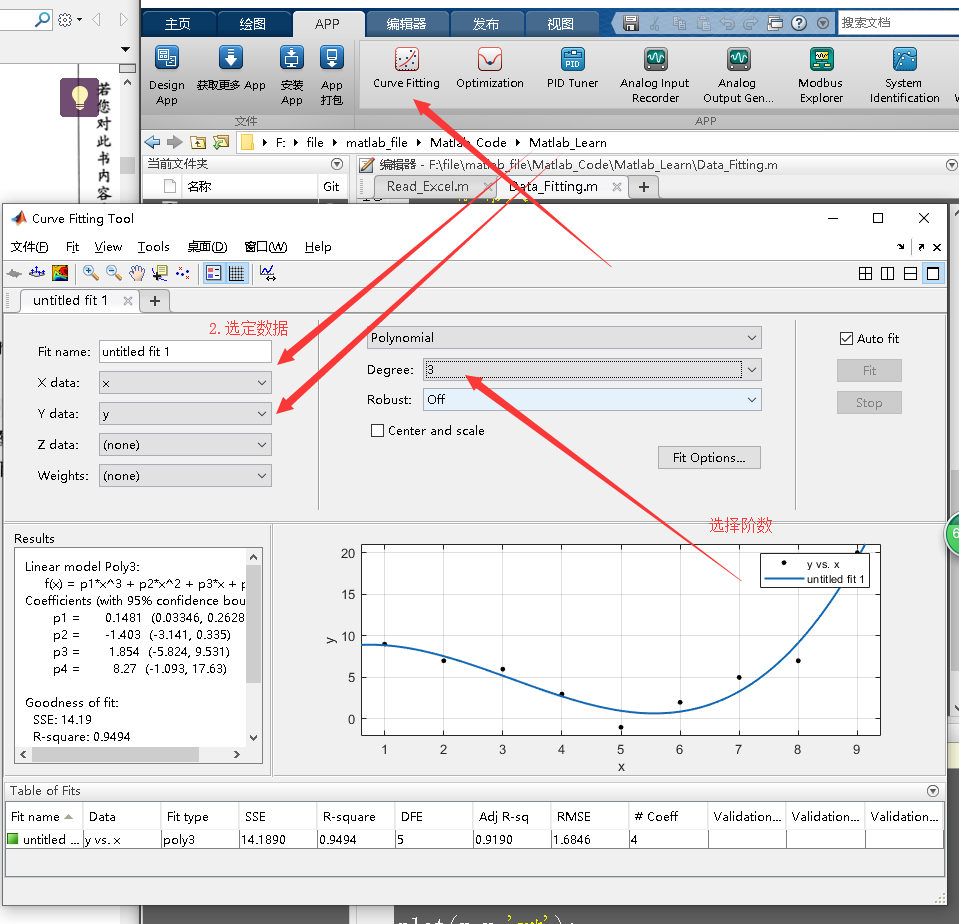 主页 绘图 APP 编辑器 发布 视图 搜索文档
Design App 获取更多 App 安装 App App 打包 Curve Fitting Optimization PID Tuner Analog Input Recorder Analog Output Gen... Modbus Explorer System Identification
文件 APP
若您对此书内容
F: file matlab_file Matlab_Code Matlab_Learn
当前文件夹 编辑器 - F:\file\matlab_file\Matlab_Code\Matlab_Learn\Data_Fitting.m
名称 Git Read_Excel.m Data_Fitting.m
Curve Fitting Tool
文件(F) Fit View Tools 桌面(D) 窗口(W) Help
untitled fit 1
2.选定数据
Fit name: untitled fit 1
X data: x
Y data: y
Z data: (none)
Weights: (none)
Polynomial
Degree: 3
Robust: Off
Center and scale
Fit Options...
Auto fit
Fit
Stop
选择阶数
Results
Linear model Poly3:
f(x) = p1*x^3 + p2*x^2 + p3*x + p
Coefficients (with 95% confidence bou
p1 = 0.1481 (0.03346, 0.2628
p2 = -1.403 (-3.141, 0.335)
p3 = 1.854 (-5.824, 9.531)
p4 = 8.27 (-1.093, 17.63)
Goodness of fit:
SSE: 14.19
R-square: 0.9494
y vs. x
untitled fit 1
20
15
10
5
0
y
1 2 3 4 5 6 7 8 9
x
Table of Fits
Fit name Data Fit type SSE R-square DFE Adj R-sq RMSE # Coeff Validation... Validation... Validation...
untitled ... y vs. x poly3 14.1890 0.9494 5 0.9190 1.6846 4